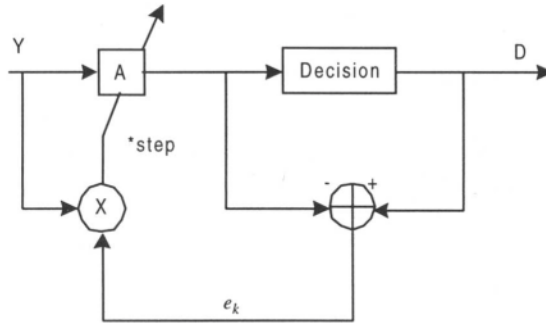 Y
A
Decision
D
*step
X
- +
e_k